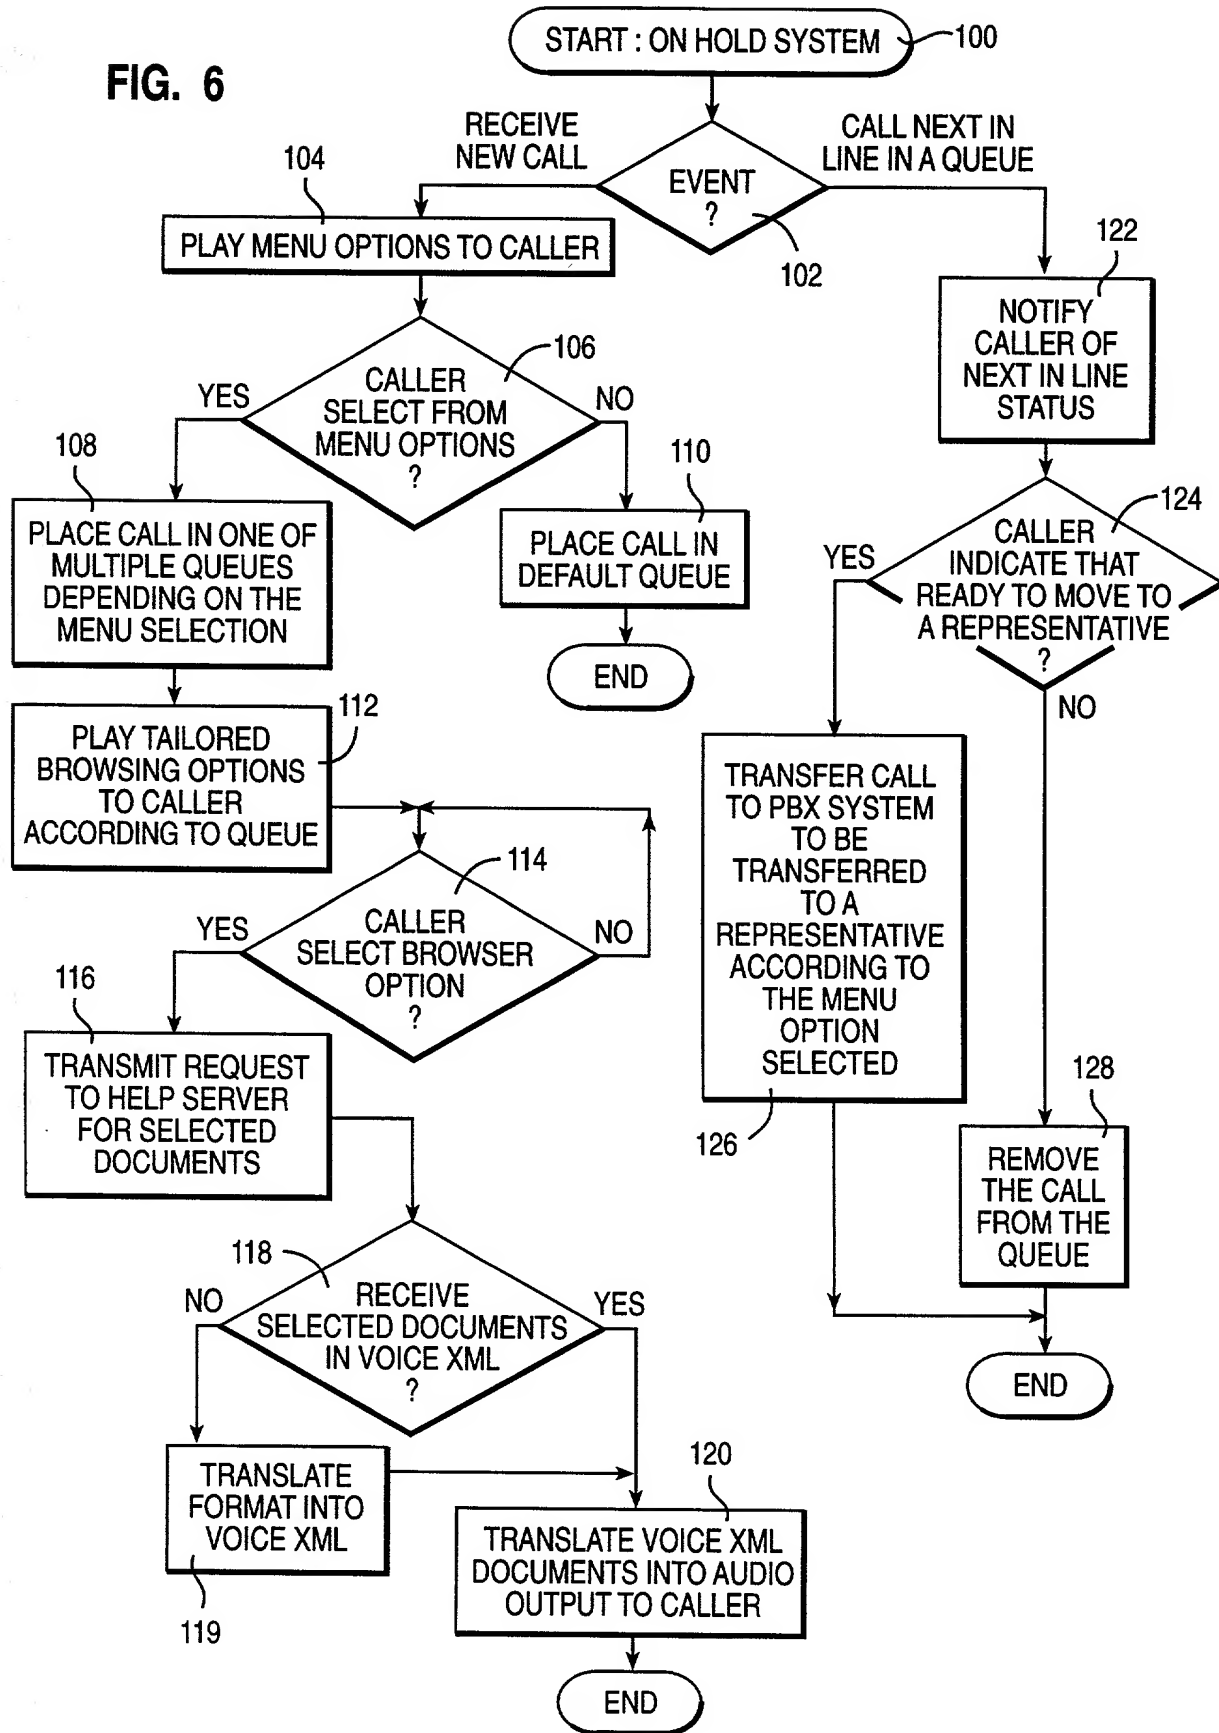 FIG. 6
START : ON HOLD SYSTEM
100
RECEIVE
NEW CALL
CALL NEXT IN
LINE IN A QUEUE
EVENT
?
102
104
PLAY MENU OPTIONS TO CALLER
106
CALLER
SELECT FROM
MENU OPTIONS
?
YES
NO
108
PLACE CALL IN ONE OF
MULTIPLE QUEUES
DEPENDING ON THE
MENU SELECTION
110
PLACE CALL IN
DEFAULT QUEUE
END
112
PLAY TAILORED
BROWSING OPTIONS
TO CALLER
ACCORDING TO QUEUE
114
CALLER
SELECT BROWSER
OPTION
?
YES
NO
116
TRANSMIT REQUEST
TO HELP SERVER
FOR SELECTED
DOCUMENTS
118
RECEIVE
SELECTED DOCUMENTS
IN VOICE XML
?
NO
YES
TRANSLATE
FORMAT INTO
VOICE XML
119
120
TRANSLATE VOICE XML
DOCUMENTS INTO AUDIO
OUTPUT TO CALLER
END
122
NOTIFY
CALLER OF
NEXT IN LINE
STATUS
124
CALLER
INDICATE THAT
READY TO MOVE TO
A REPRESENTATIVE
?
YES
NO
TRANSFER CALL
TO PBX SYSTEM
TO BE
TRANSFERRED
TO A
REPRESENTATIVE
ACCORDING TO
THE MENU
OPTION
SELECTED
126
128
REMOVE
THE CALL
FROM THE
QUEUE
END